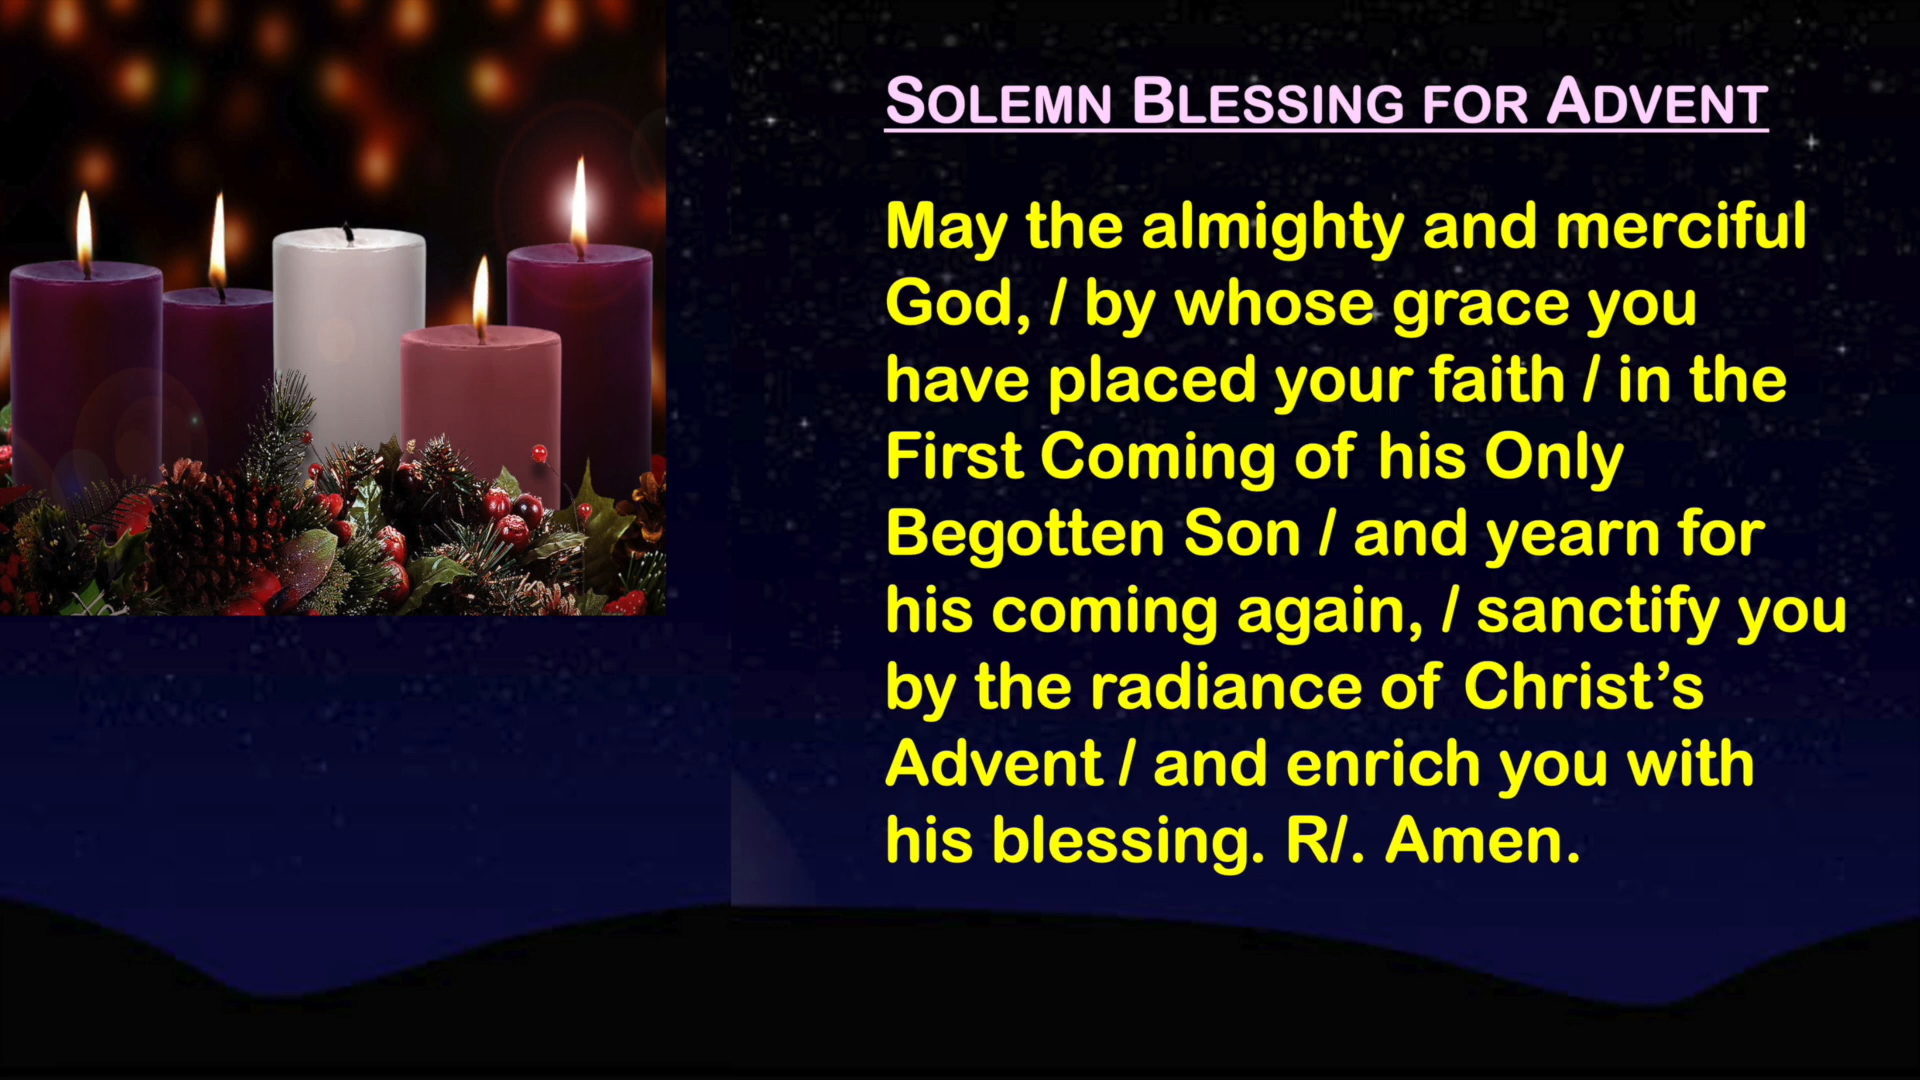 SOLEMN BLESSING FOR ADVENT
May the almighty and merciful
God, / by whose grace you
have placed your faith / in the
First Coming of his Only
Begotten Son / and yearn for
his coming again, / sanctify you
by the radiance of Christ’s
Advent / and enrich you with
his blessing. R/. Amen.